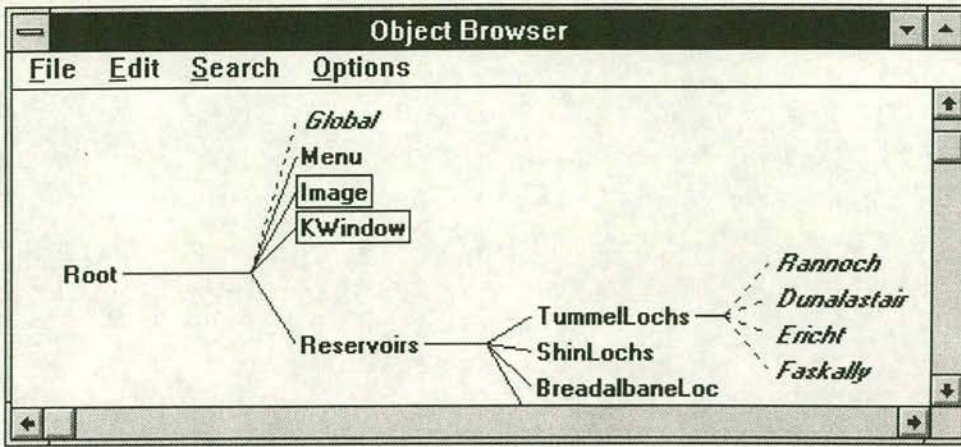 Object Browser
File Edit Search Options
Global
Menu
Image
KWindow
Root
Reservoirs
TummelLochs
ShinLochs
BreadalbaneLoc
Rannoch
Dunalastair
Ericht
Faskally